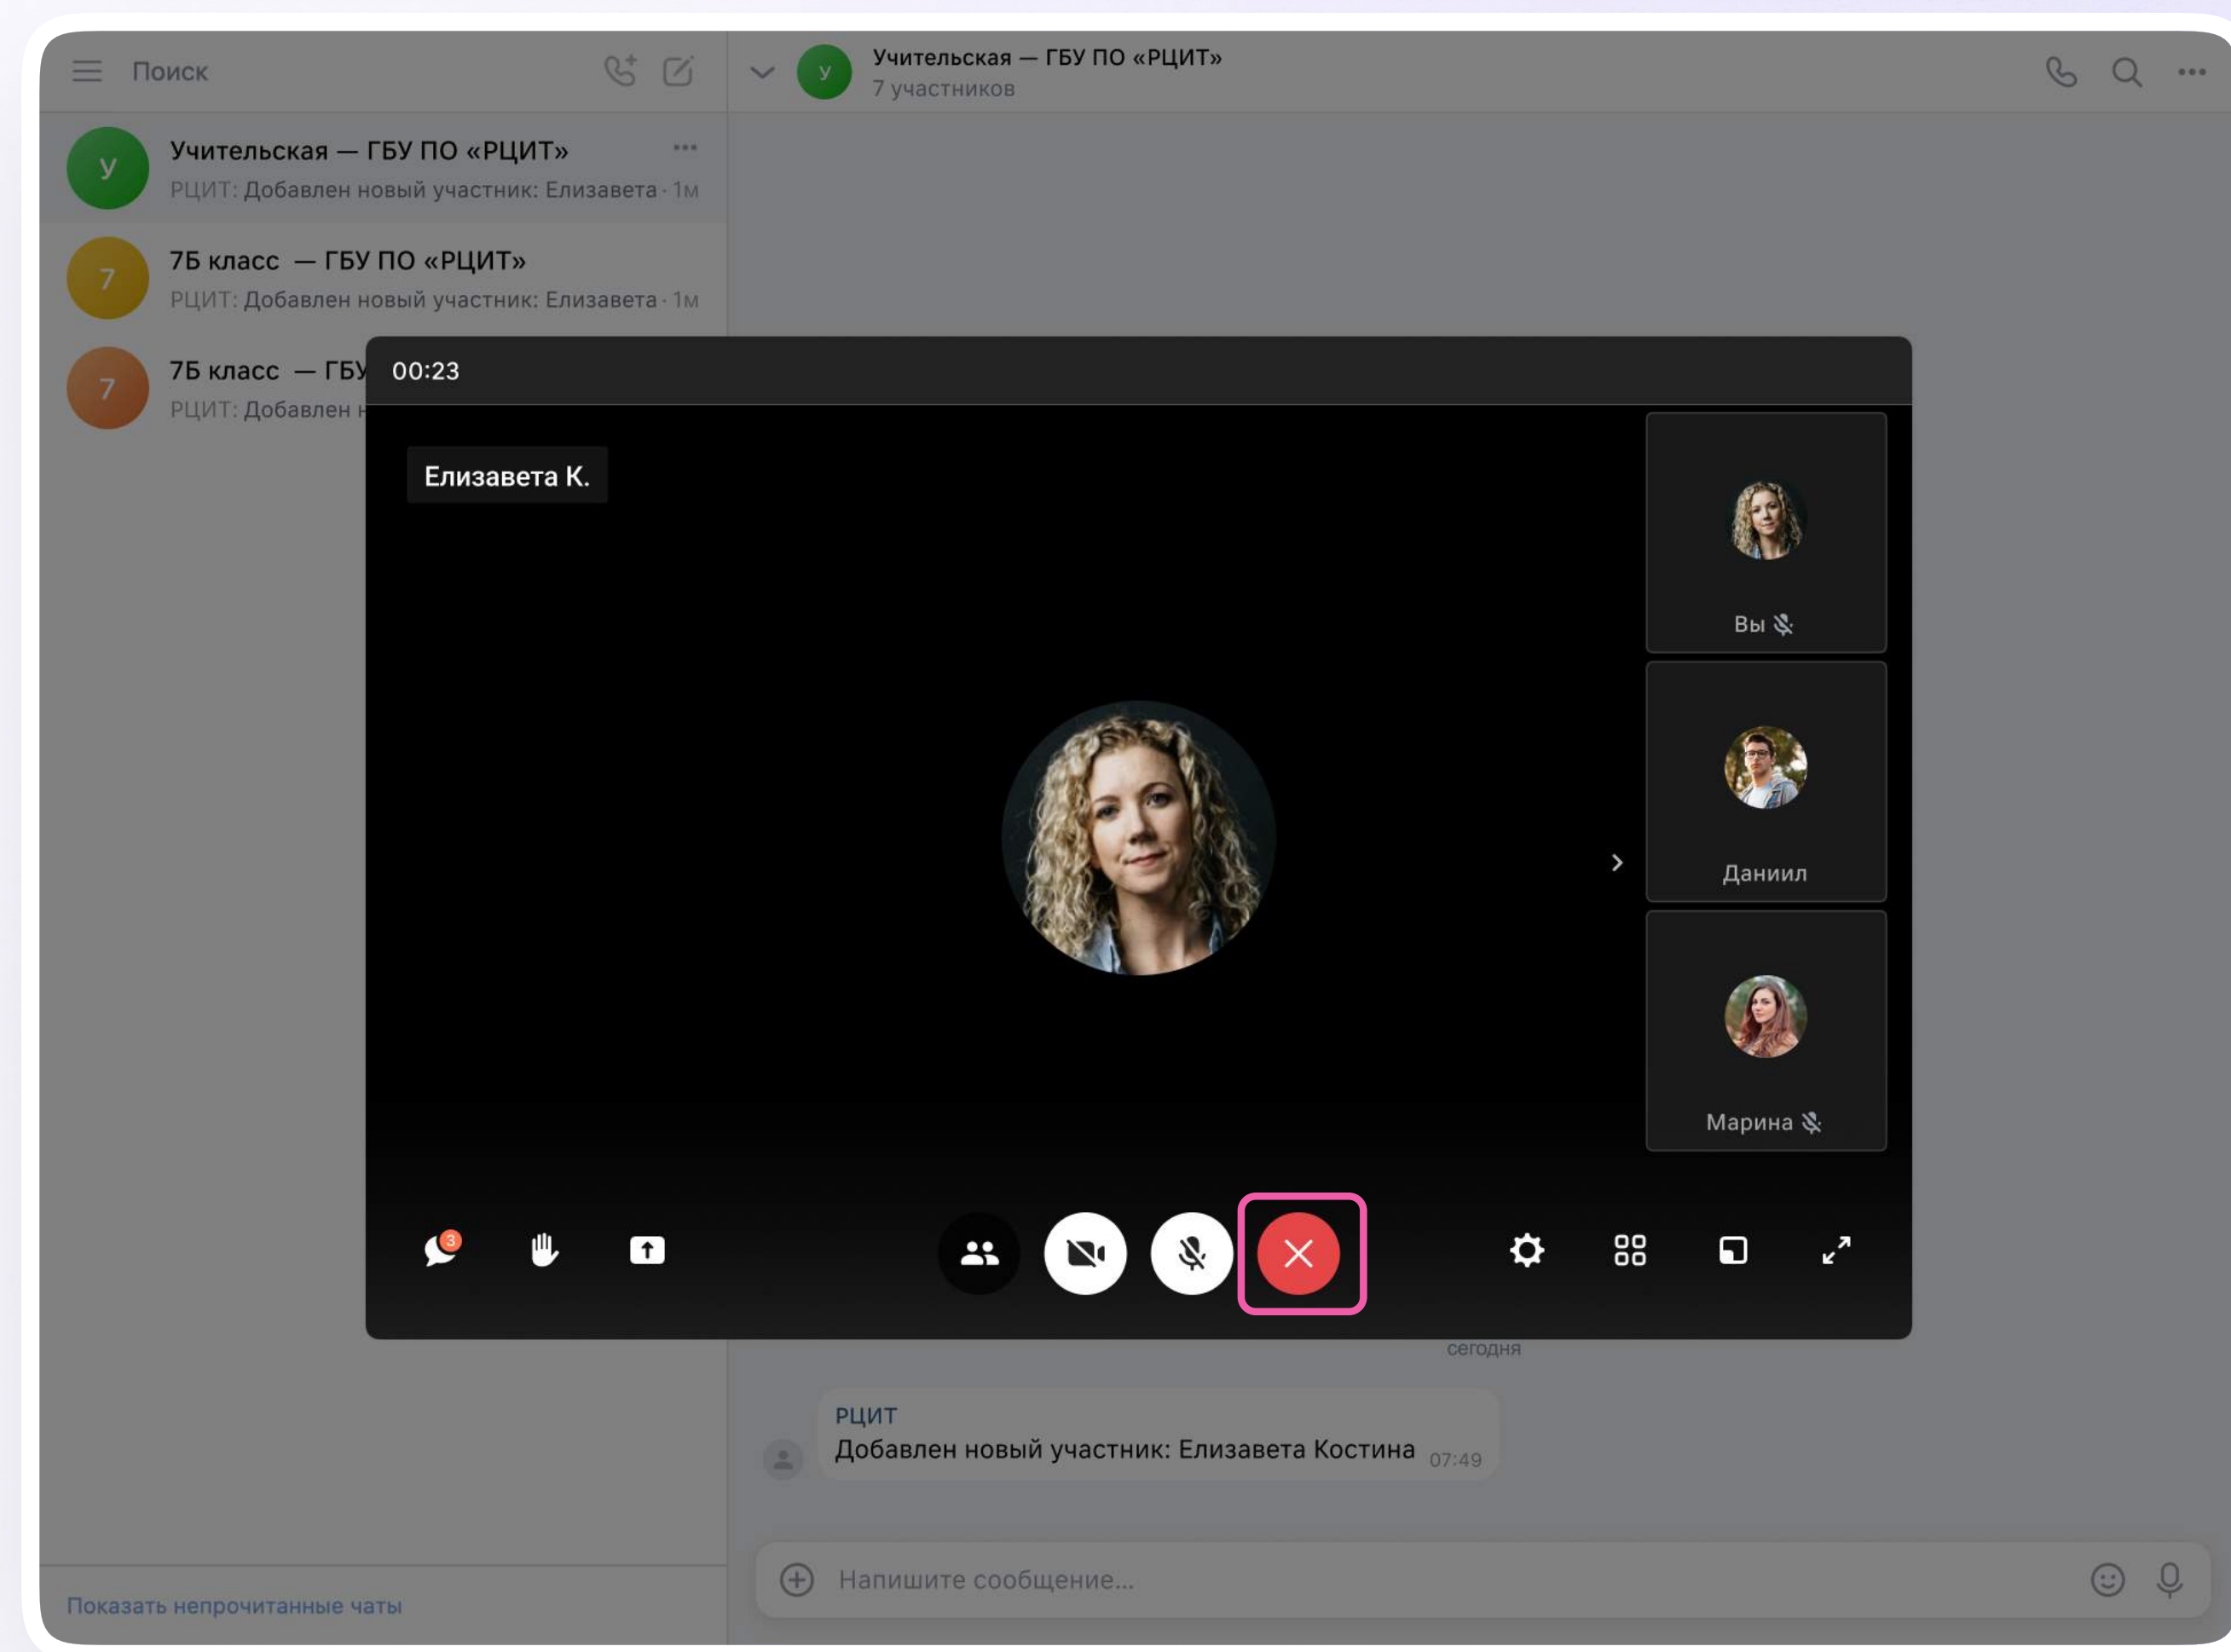 Поиск
У
Учительская — ГБУ ПО «РЦИТ»
7 участников
У
Учительская — ГБУ ПО «РЦИТ»
РЦИТ: Добавлен новый участник: Елизавета · 1м
7
7Б класс — ГБУ ПО «РЦИТ»
РЦИТ: Добавлен новый участник: Елизавета · 1м
7
7Б класс — ГБУ
РЦИТ: Добавлен
00:23
Елизавета К.
Вы
Даниил
Марина
3
сегодня
РЦИТ
Добавлен новый участник: Елизавета Костина 07:49
Напишите сообщение...
Показать непрочитанные чаты